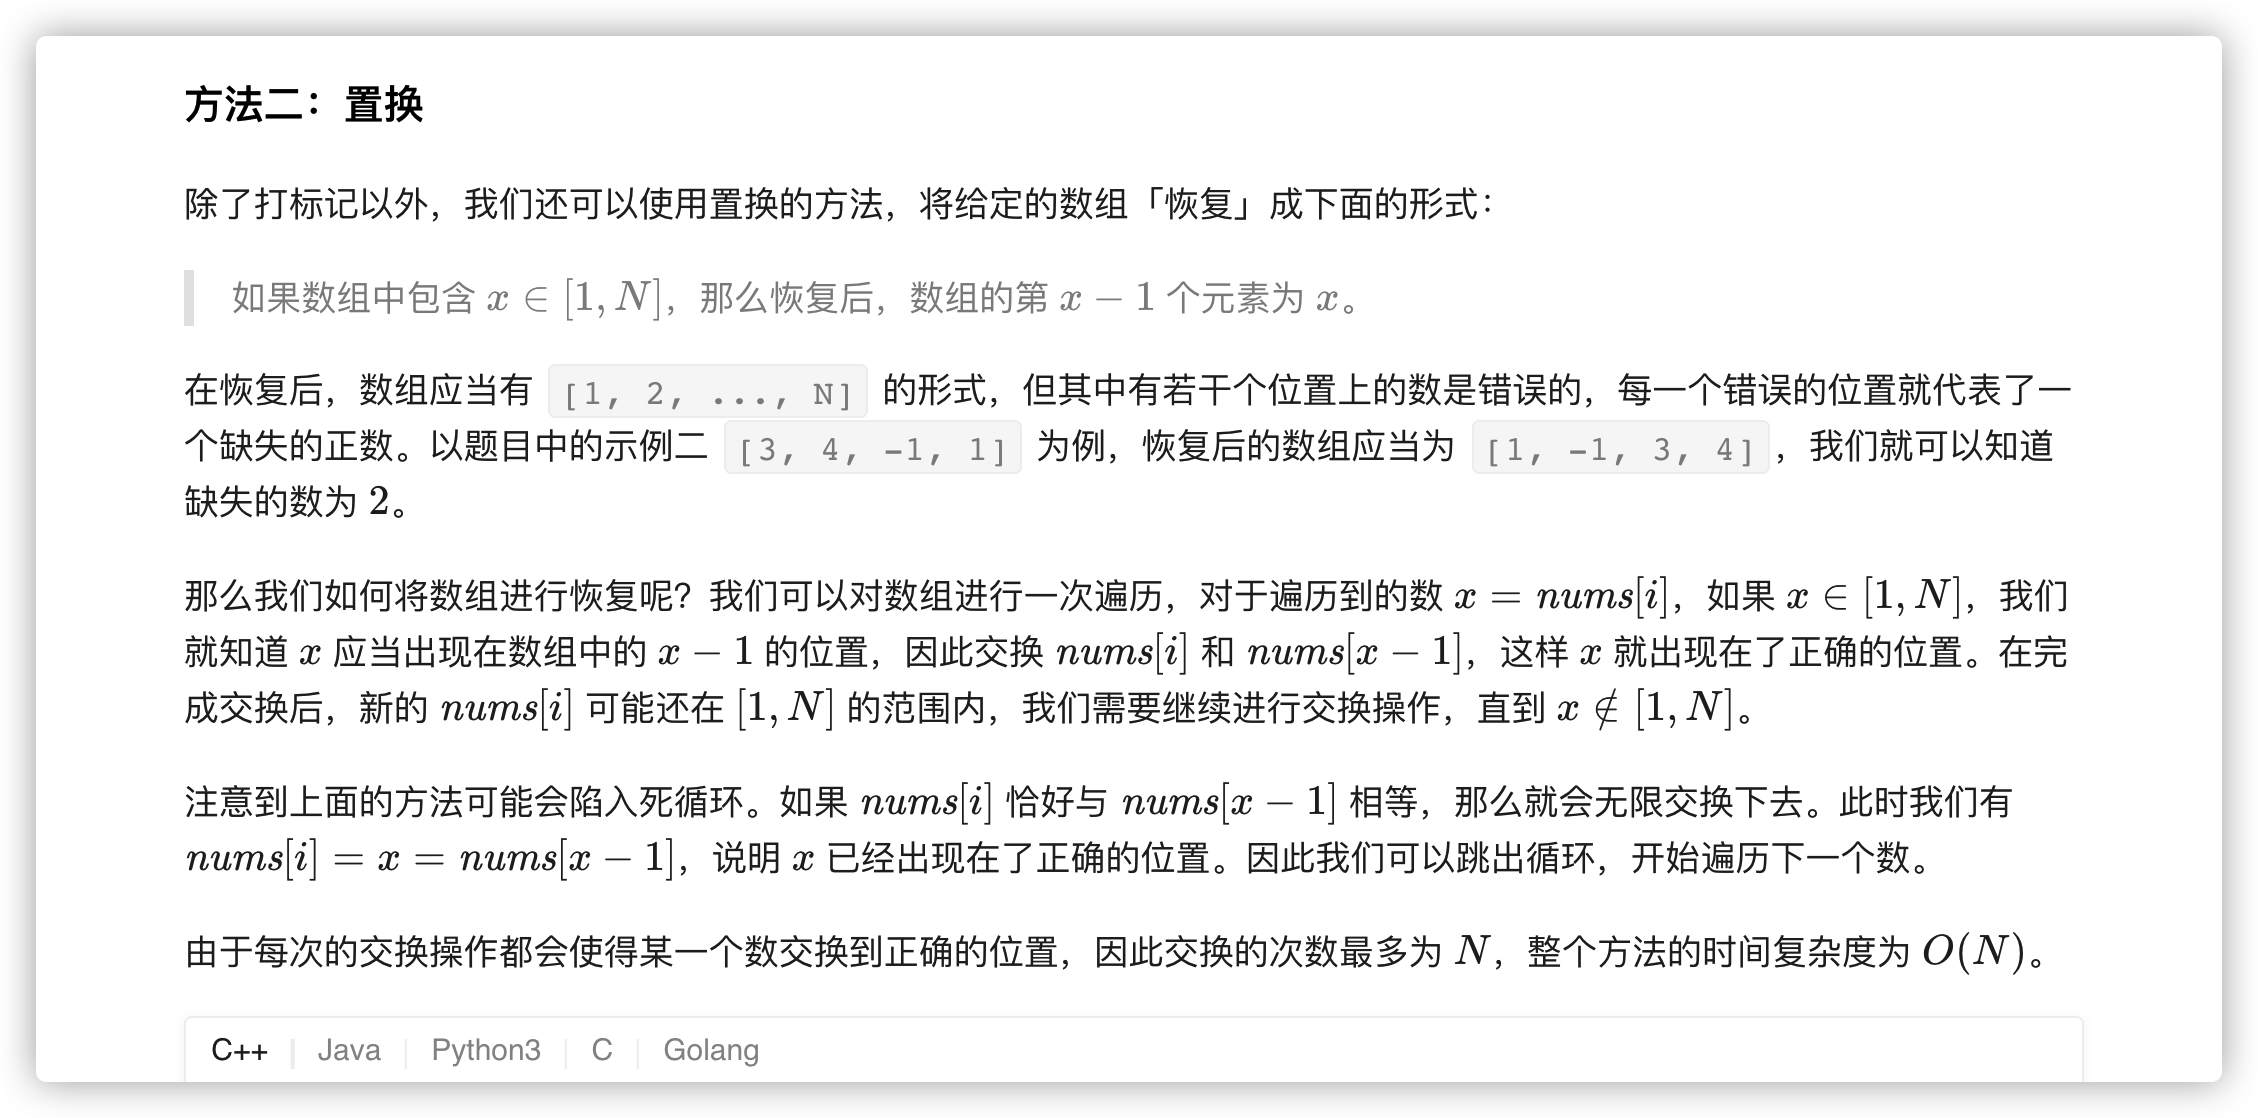 方法二：置换
除了打标记以外，我们还可以使用置换的方法，将给定的数组「恢复」成下面的形式：
如果数组中包含 x ∈ [1, N]，那么恢复后，数组的第 x − 1 个元素为 x。
在恢复后，数组应当有 [1, 2, ..., N] 的形式，但其中有若干个位置上的数是错误的，每一个错误的位置就代表了一
个缺失的正数。以题目中的示例二 [3, 4, -1, 1] 为例，恢复后的数组应当为 [1, -1, 3, 4]，我们就可以知道
缺失的数为 2。
那么我们如何将数组进行恢复呢？我们可以对数组进行一次遍历，对于遍历到的数 x = nums[i]，如果 x ∈ [1, N]，我们
就知道 x 应当出现在数组中的 x − 1 的位置，因此交换 nums[i] 和 nums[x − 1]，这样 x 就出现在了正确的位置。在完
成交换后，新的 nums[i] 可能还在 [1, N] 的范围内，我们需要继续进行交换操作，直到 x ∉ [1, N]。
注意到上面的方法可能会陷入死循环。如果 nums[i] 恰好与 nums[x − 1] 相等，那么就会无限交换下去。此时我们有
nums[i] = x = nums[x − 1]，说明 x 已经出现在了正确的位置。因此我们可以跳出循环，开始遍历下一个数。
由于每次的交换操作都会使得某一个数交换到正确的位置，因此交换的次数最多为 N，整个方法的时间复杂度为 O(N)。
C++ | Java | Python3 | C | Golang